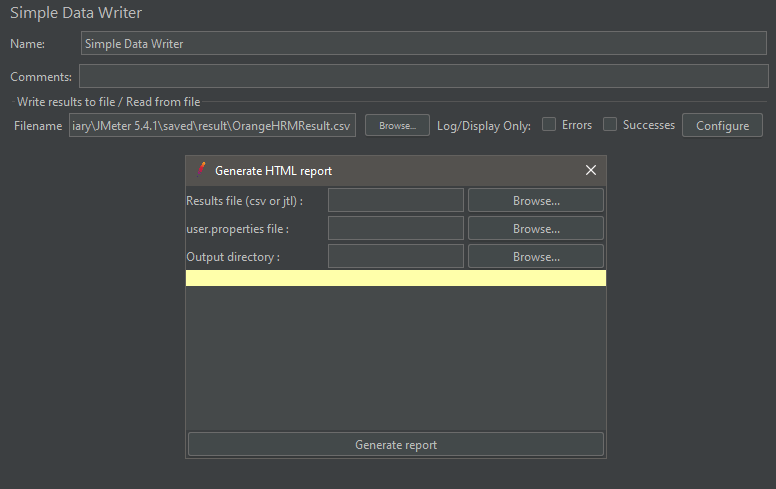 Simple Data Writer
Name: Simple Data Writer
Comments:
Write results to file / Read from file
Filename iary\JMeter 5.4.1\saved\result\OrangeHRMResult.csv Browse... Log/Display Only: Errors Successes Configure
Generate HTML report
Results file (csv or jtl) : Browse...
user.properties file : Browse...
Output directory : Browse...
Generate report